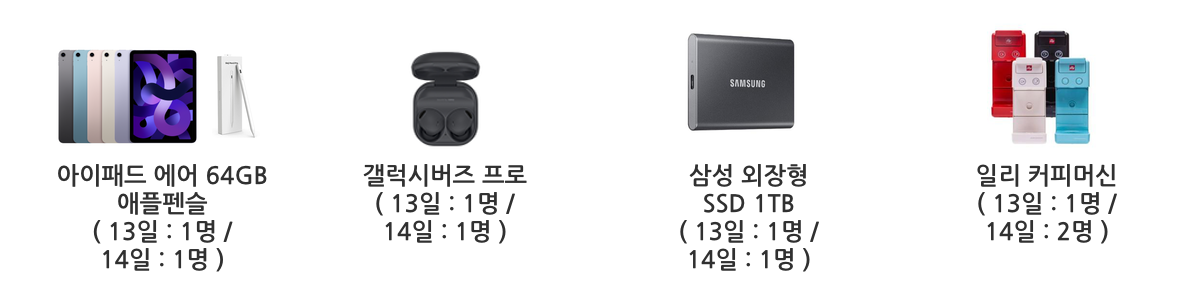 SAMSUNG
아이패드 에어 64GB
애플펜슬
( 13일 : 1명 /
14일 : 1명 )
갤럭시버즈 프로
( 13일 : 1명 /
14일 : 1명 )
삼성 외장형
SSD 1TB
( 13일 : 1명 /
14일 : 1명 )
일리 커피머신
( 13일 : 1명 /
14일 : 2명 )